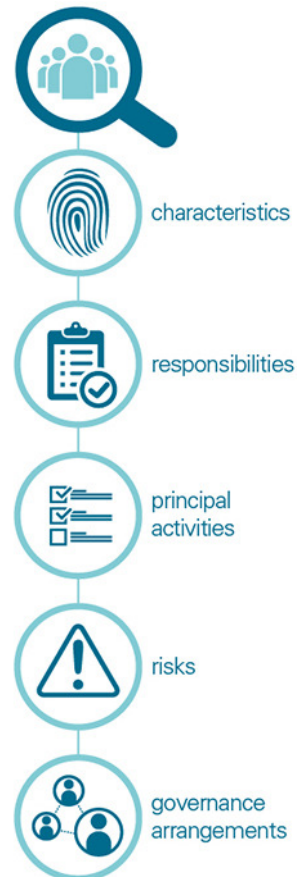 characteristics
responsibilities
principal
activities
risks
governance
arrangements